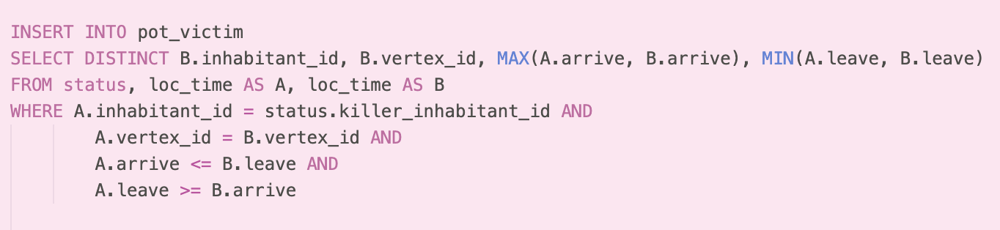 INSERT INTO pot_victim
SELECT DISTINCT B.inhabitant_id, B.vertex_id, MAX(A.arrive, B.arrive), MIN(A.leave, B.leave)
FROM status, loc_time AS A, loc_time AS B
WHERE A.inhabitant_id = status.killer_inhabitant_id AND
A.vertex_id = B.vertex_id AND
A.arrive <= B.leave AND
A.leave >= B.arrive